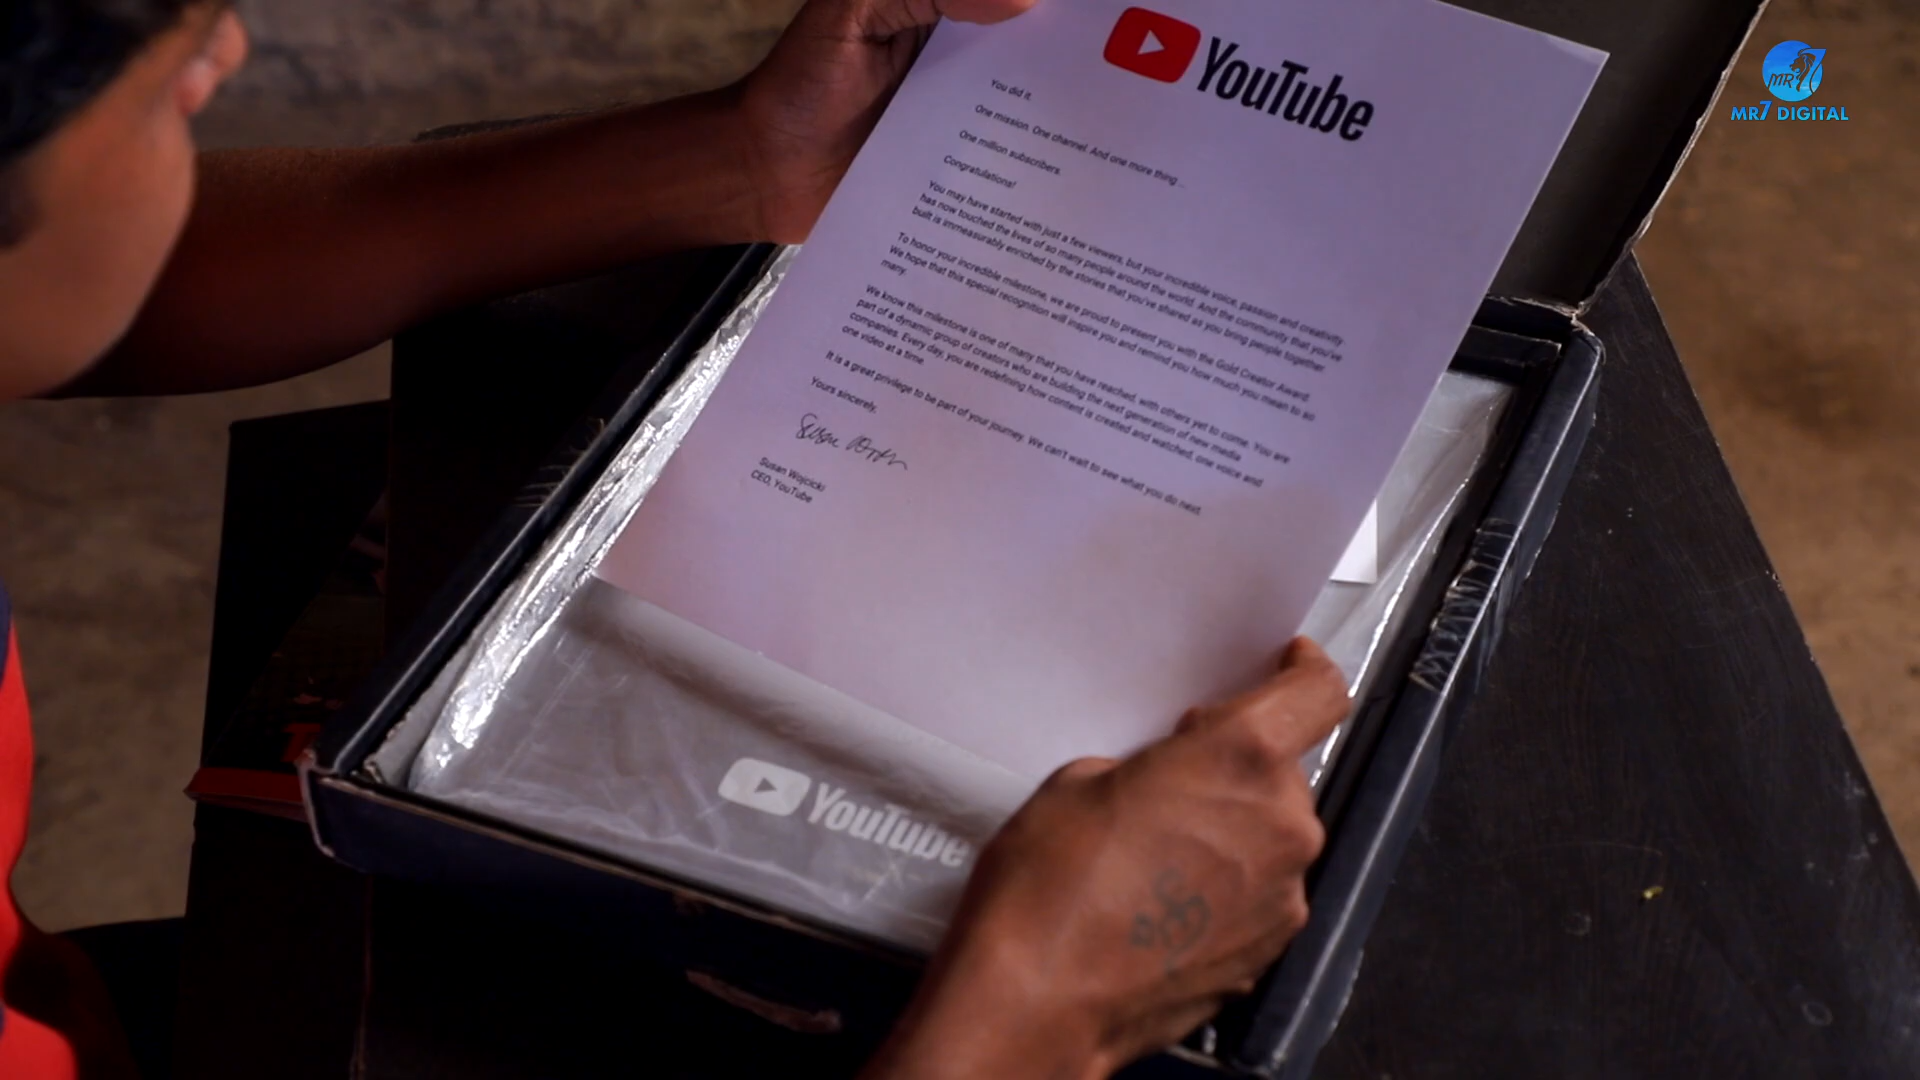 YouTube
MR7
MR7 DIGITAL
You did it.
One mission. One channel. And one more thing...
One million subscribers.
Congratulations!
You may have started with just a few viewers, but your incredible voice, passion and creativity
has now touched the lives of so many people around the world. And the community that you've
built is immeasurably enriched by the stories that you've shared as you bring people together.
To honor your incredible milestone, we are proud to present you with the Gold Creator Award.
We hope that this special recognition will inspire you and remind you how much you mean to so
many.
We know this milestone is one of many that you have reached, with others yet to come. You are
part of a dynamic group of creators who are building the next generation of new media
companies. Every day, you are redefining how content is created and watched, one voice and
one video at a time.
It is a great privilege to be part of your journey. We can't wait to see what you do next.
Yours sincerely,
Susan Wojcicki
CEO, YouTube
YouTube